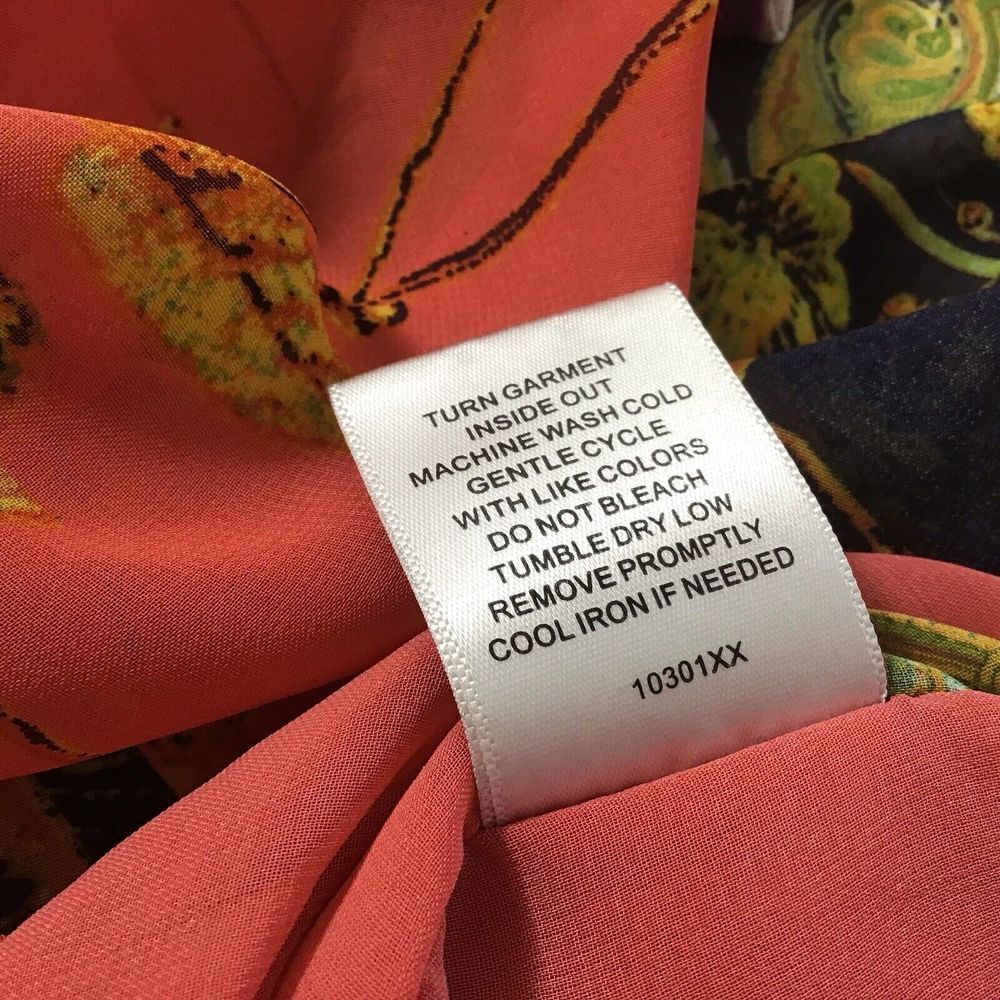 TURN GARMENT
INSIDE OUT
MACHINE WASH COLD
GENTLE CYCLE
WITH LIKE COLORS
DO NOT BLEACH
TUMBLE DRY LOW
REMOVE PROMPTLY
COOL IRON IF NEEDED
10301XX